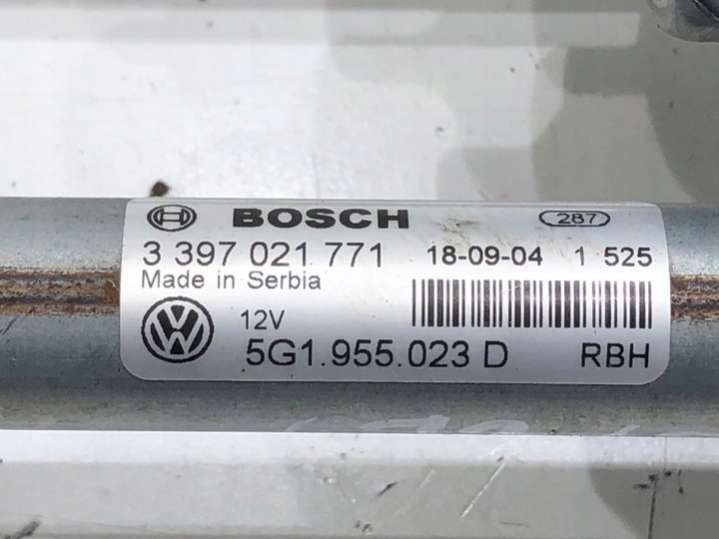 BOSCH 287
3 397 021 771 18-09-04 1 525
Made in Serbia
12V
5G1.955.023 D RBH